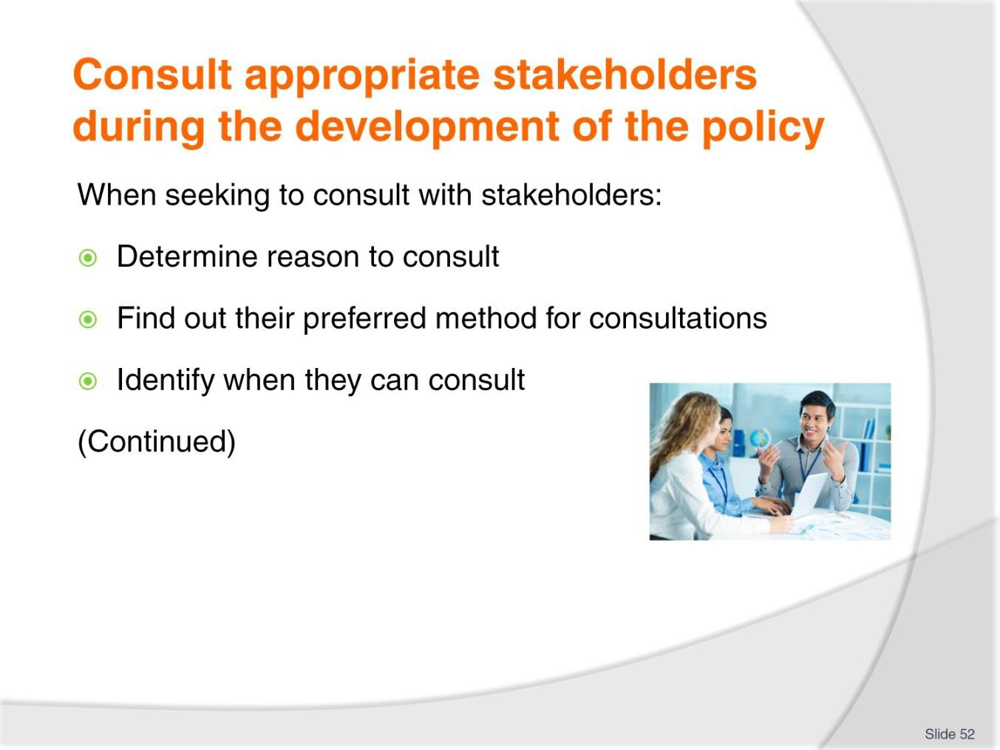 Consult appropriate stakeholders
during the development of the policy
When seeking to consult with stakeholders:
Determine reason to consult
Find out their preferred method for consultations
Identify when they can consult
(Continued)
Slide 52